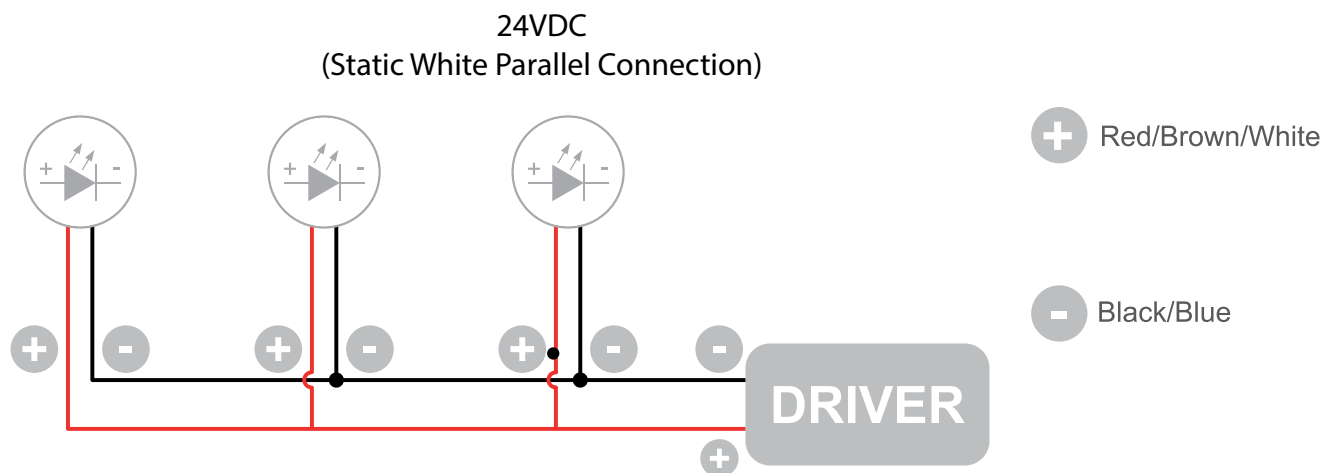 24VDC
(Static White Parallel Connection)
+ -
+ -
+ -
+ Red/Brown/White
- Black/Blue
+ -
+ -
+ -
-
DRIVER
+